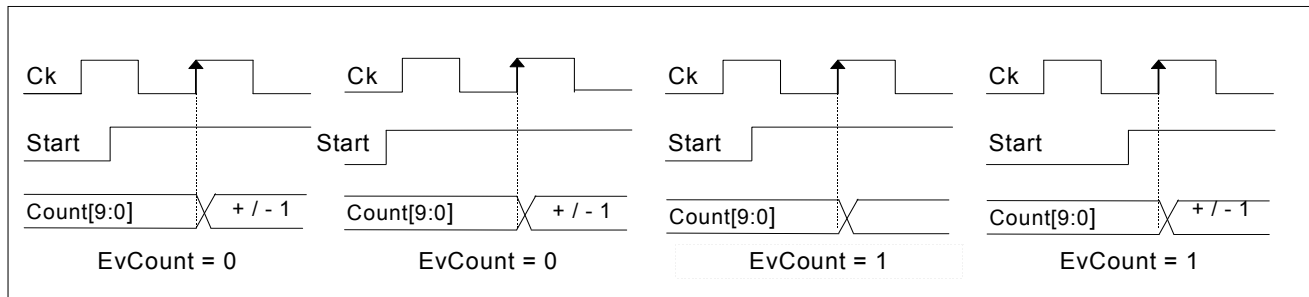 Ck
Start
Count[9:0]
+ / - 1
EvCount = 0
Ck
Start
Count[9:0]
+ / - 1
EvCount = 0
Ck
Start
Count[9:0]
EvCount = 1
Ck
Start
Count[9:0]
+ / - 1
EvCount = 1